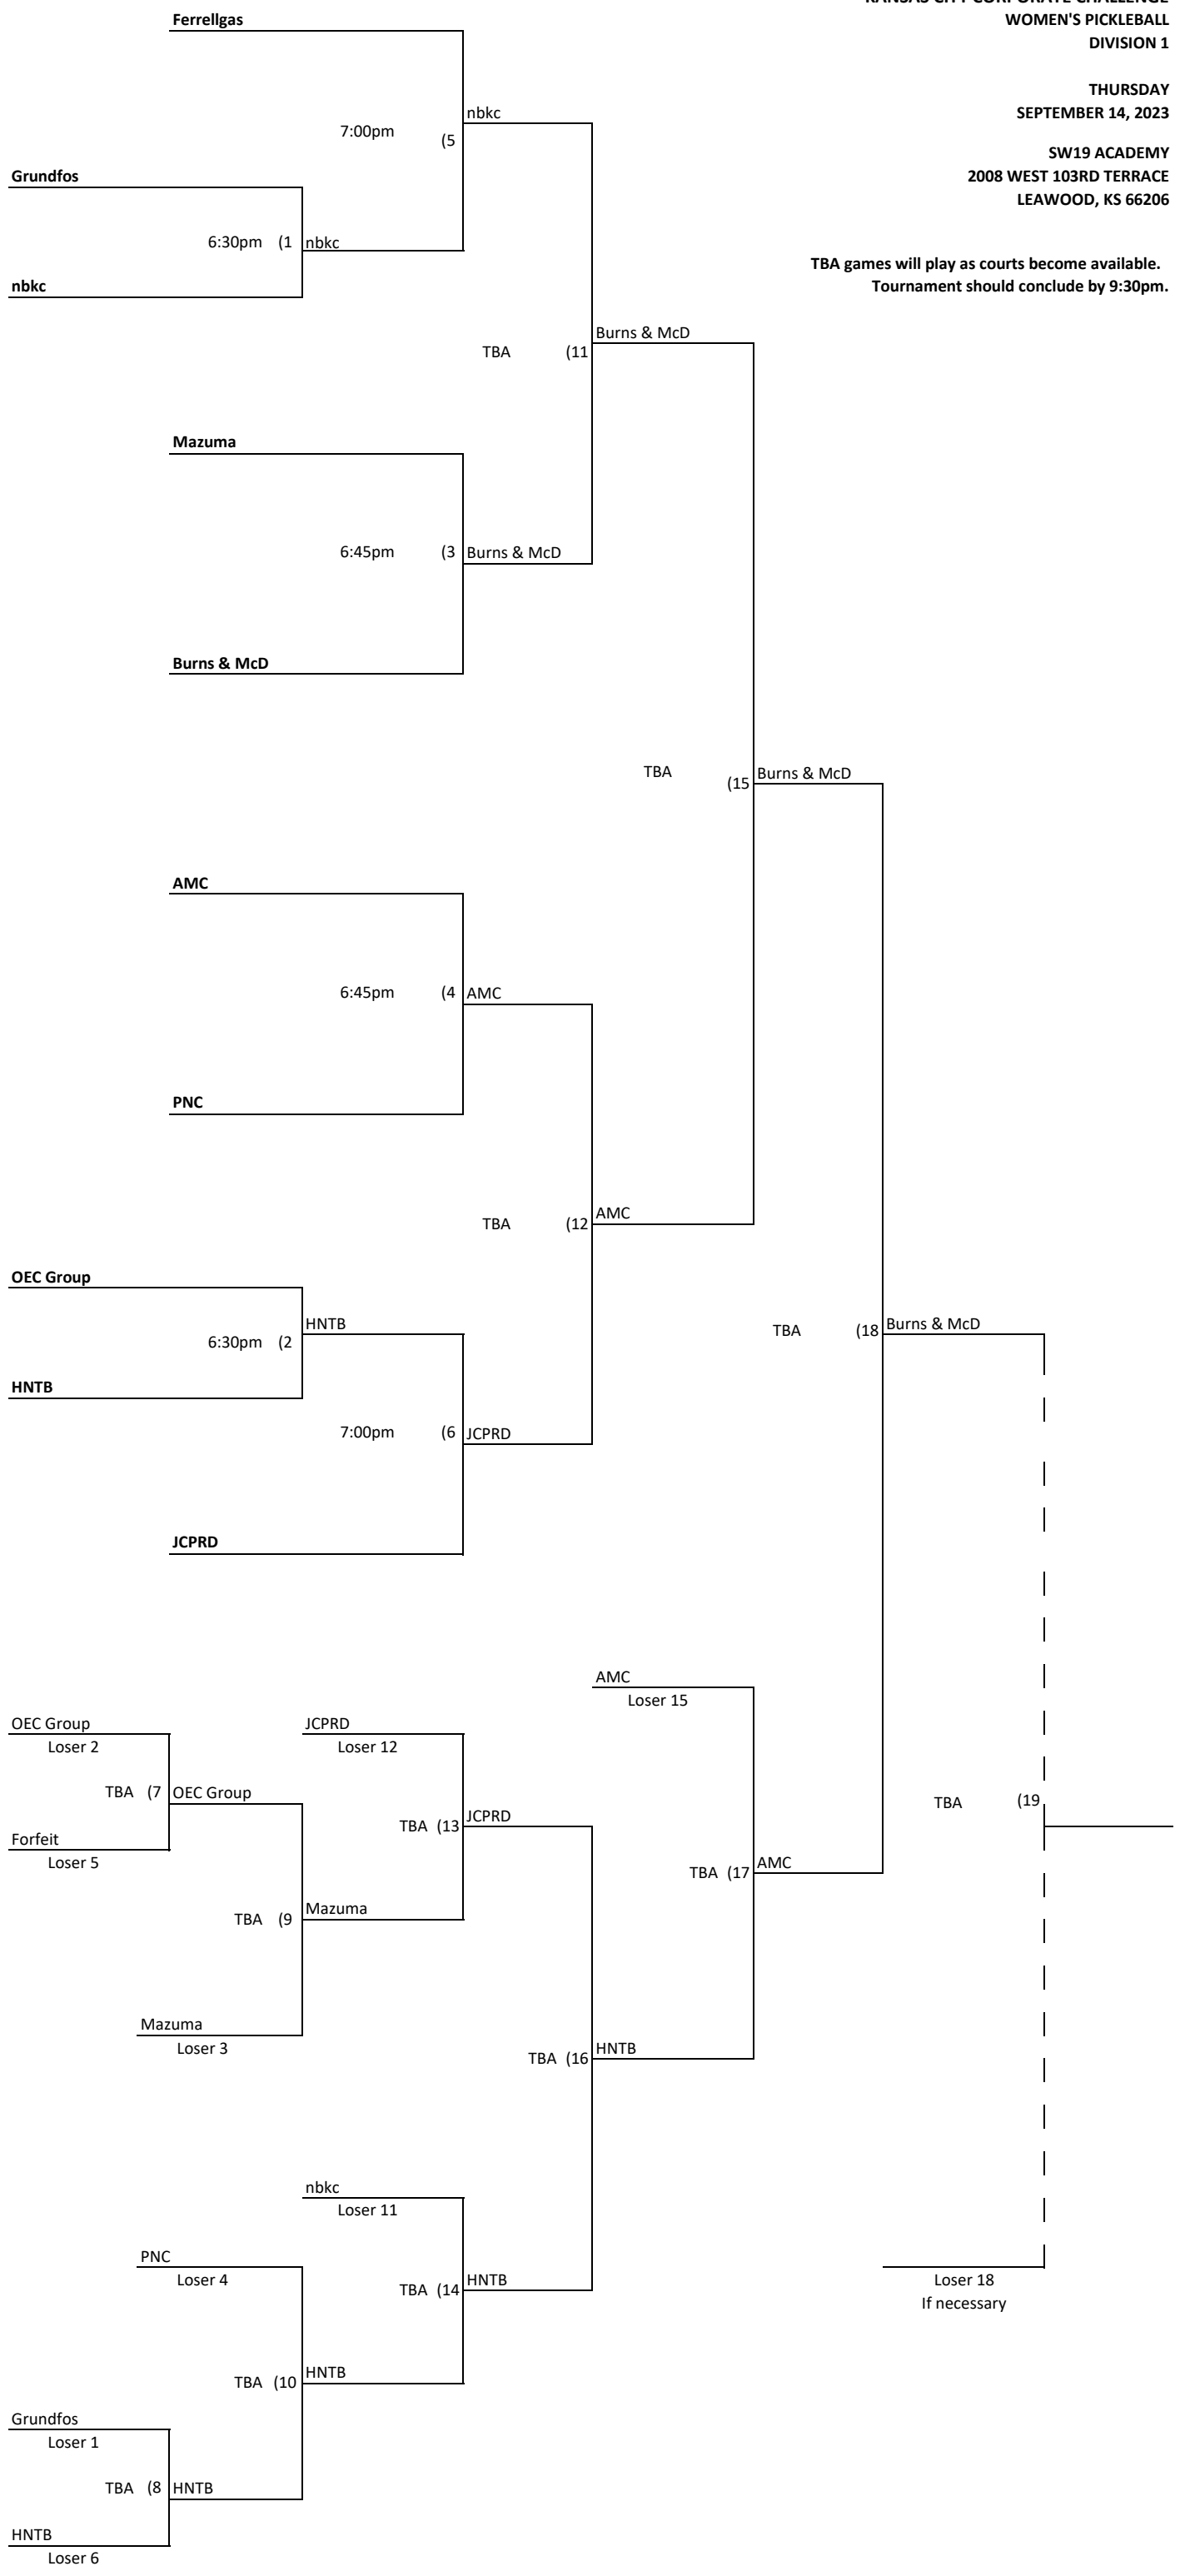 KANSAS CITY CORPORATE CHALLENGE
Ferrellgas
WOMEN'S PICKLEBALL
DIVISION 1
THURSDAY
SEPTEMBER 14, 2023
nbkc
7:00pm
(5
SW19 ACADEMY
2008 WEST 103RD TERRACE
LEAWOOD, KS 66206
Grundfos
6:30pm (1 nbkc
nbkc
TBA games will play as courts become available.
Tournament should conclude by 9:30pm.
Burns & McD
TBA (11
Mazuma
6:45pm (3 Burns & McD
Burns & McD
TBA (15 Burns & McD
AMC
6:45pm (4 AMC
PNC
TBA (12 AMC
OEC Group
HNTB
6:30pm (2
TBA (18 Burns & McD
HNTB
7:00pm (6 JCPRD
JCPRD
AMC
Loser 15
OEC Group
Loser 2
JCPRD
Loser 12
TBA (7 OEC Group
TBA (13 JCPRD
TBA (19
Forfeit
Loser 5
TBA (17 AMC
TBA (9 Mazuma
Mazuma
Loser 3
TBA (16 HNTB
nbkc
Loser 11
PNC
Loser 4
TBA (14 HNTB
Loser 18
If necessary
TBA (10 HNTB
Grundfos
Loser 1
TBA (8 HNTB
HNTB
Loser 6